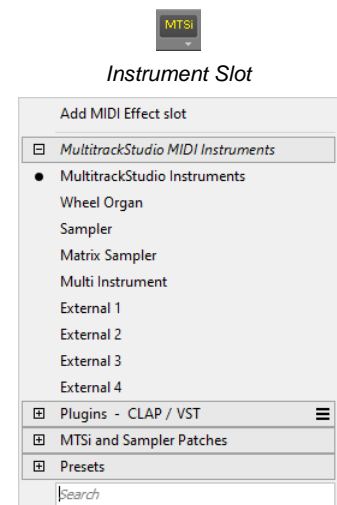 MTSi
Instrument Slot
Add MIDI Effect slot
MultitrackStudio MIDI Instruments
MultitrackStudio Instruments
Wheel Organ
Sampler
Matrix Sampler
Multi Instrument
External 1
External 2
External 3
External 4
Plugins - CLAP / VST
MTSi and Sampler Patches
Presets
Search